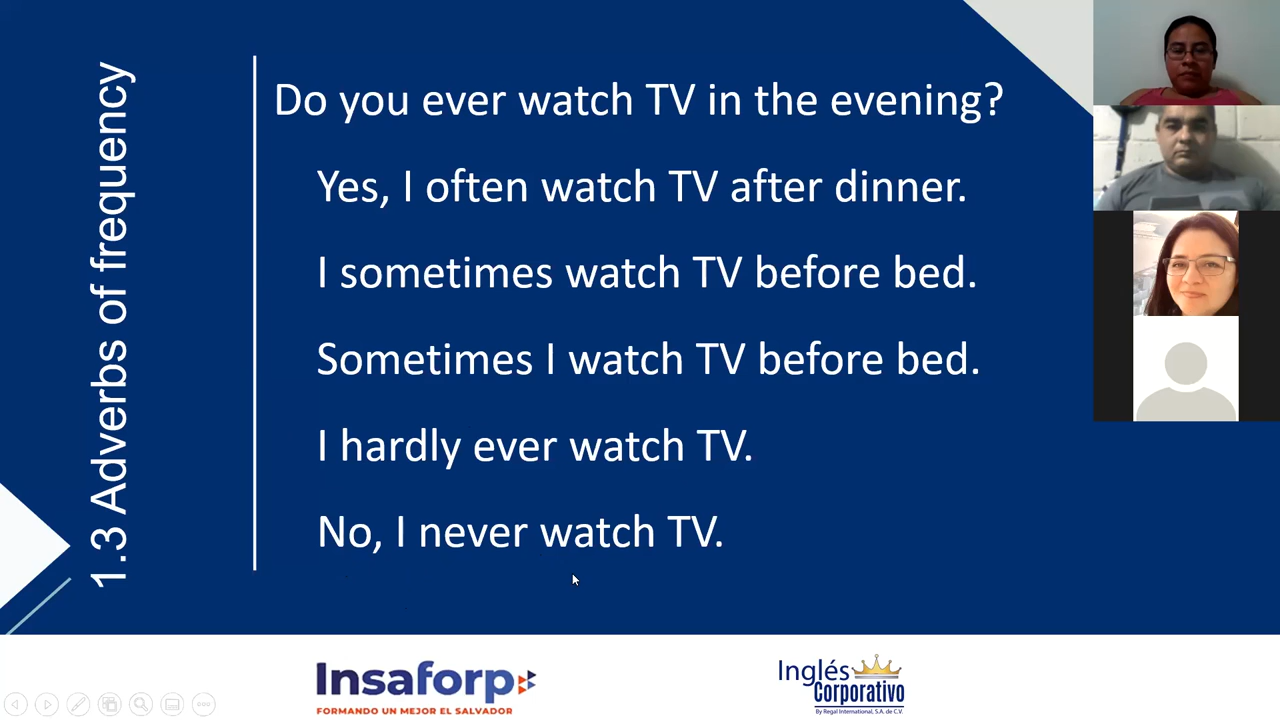 1.3 Adverbs of frequency
Do you ever watch TV in the evening?
Yes, I often watch TV after dinner.
I sometimes watch TV before bed.
Sometimes I watch TV before bed.
I hardly ever watch TV.
No, I never watch TV.
Insaforp
FORMANDO UN MEJOR EL SALVADOR
Inglés
Corporativo
By Regal International, S.A. de C.V.